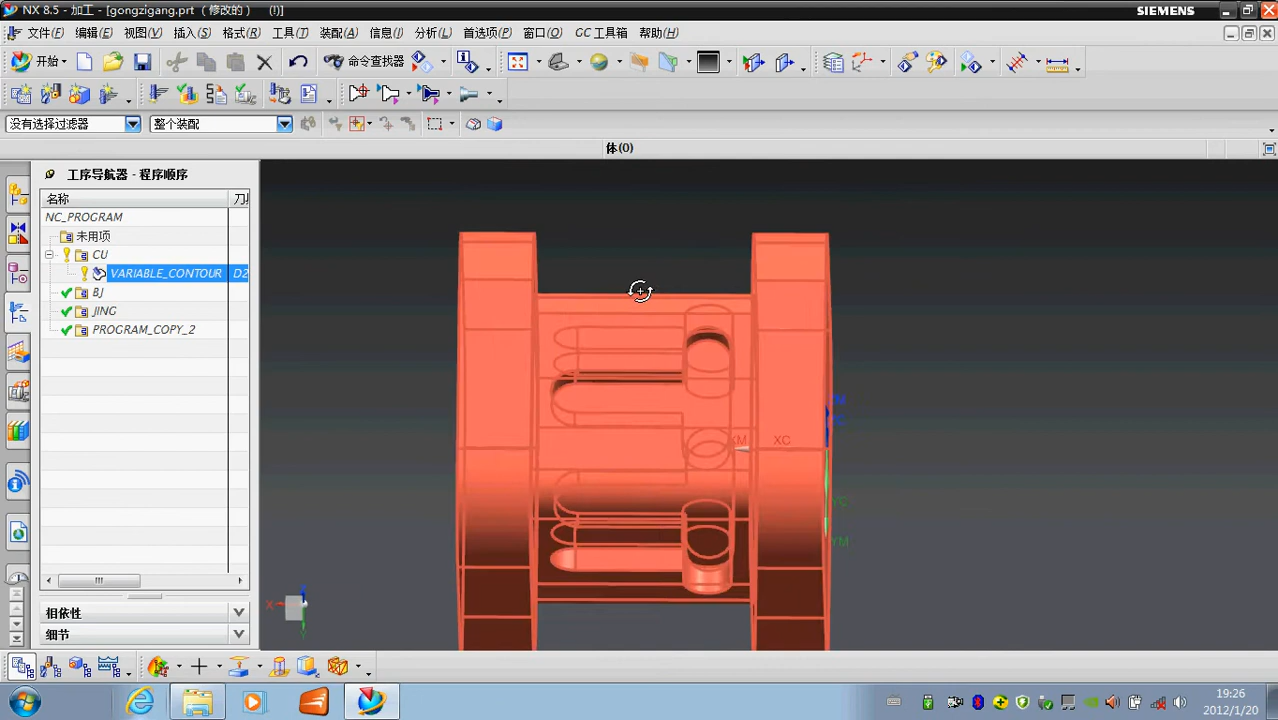 NX 8.5 - 加工 - [gongzigang.prt （修改的） (!)]
SIEMENS
文件(F) 编辑(E) 视图(V) 插入(S) 格式(R) 工具(T) 装配(A) 信息(I) 分析(L) 首选项(P) 窗口(O) GC 工具箱 帮助(H)
开始 命令查找器
没有选择过滤器 整个装配
体(0)
工序导航器 - 程序顺序
名称 刀
NC_PROGRAM
未用项
CU
VARIABLE_CONTOUR D2
BJ
JING
PROGRAM_COPY_2
XM XC
YC
YM
X
Y
相依性
细节
19:26
2012/1/20